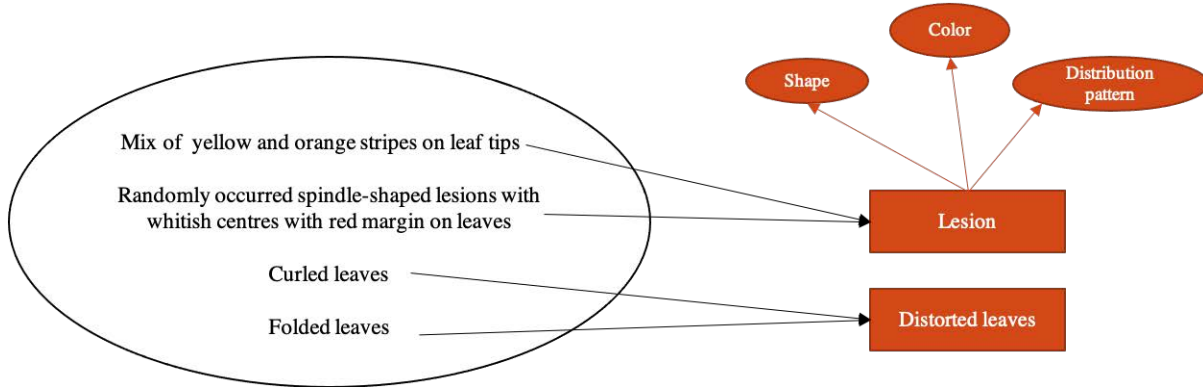 Color
Shape
Distribution
pattern
Mix of yellow and orange stripes on leaf tips
Randomly occurred spindle-shaped lesions with
whitish centres with red margin on leaves
Lesion
Curled leaves
Folded leaves
Distorted leaves